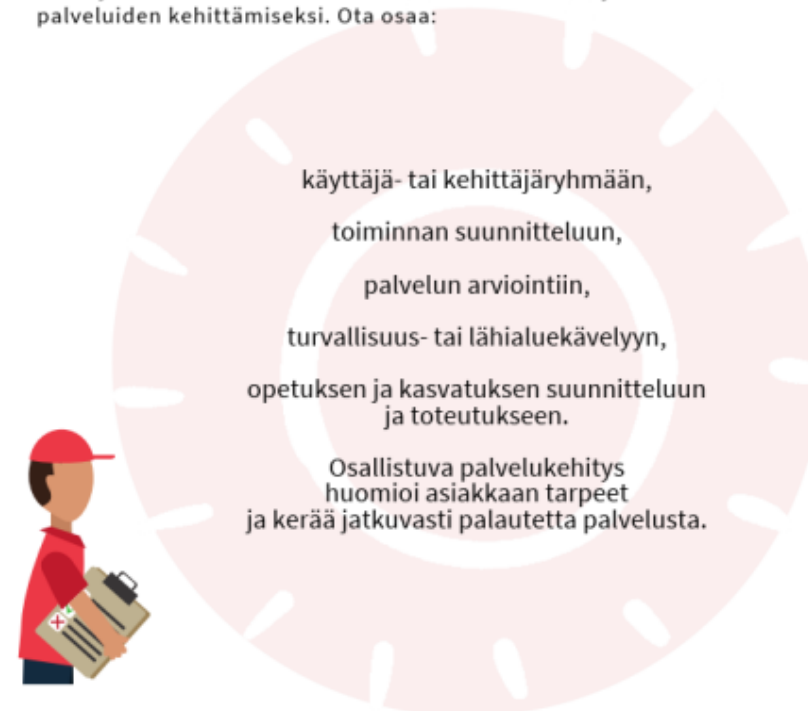 palveluiden kehittämiseksi. Ota osaa:
käyttäjä- tai kehittäjäryhmään,
toiminnan suunnitteluun,
palvelun arviointiin,
turvallisuus- tai lähialuekävelyyn,
opetuksen ja kasvatuksen suunnitteluun
ja toteutukseen.
Osallistuva palvelukehitys
huomioi asiakkaan tarpeet
ja kerää jatkuvasti palautetta palvelusta.